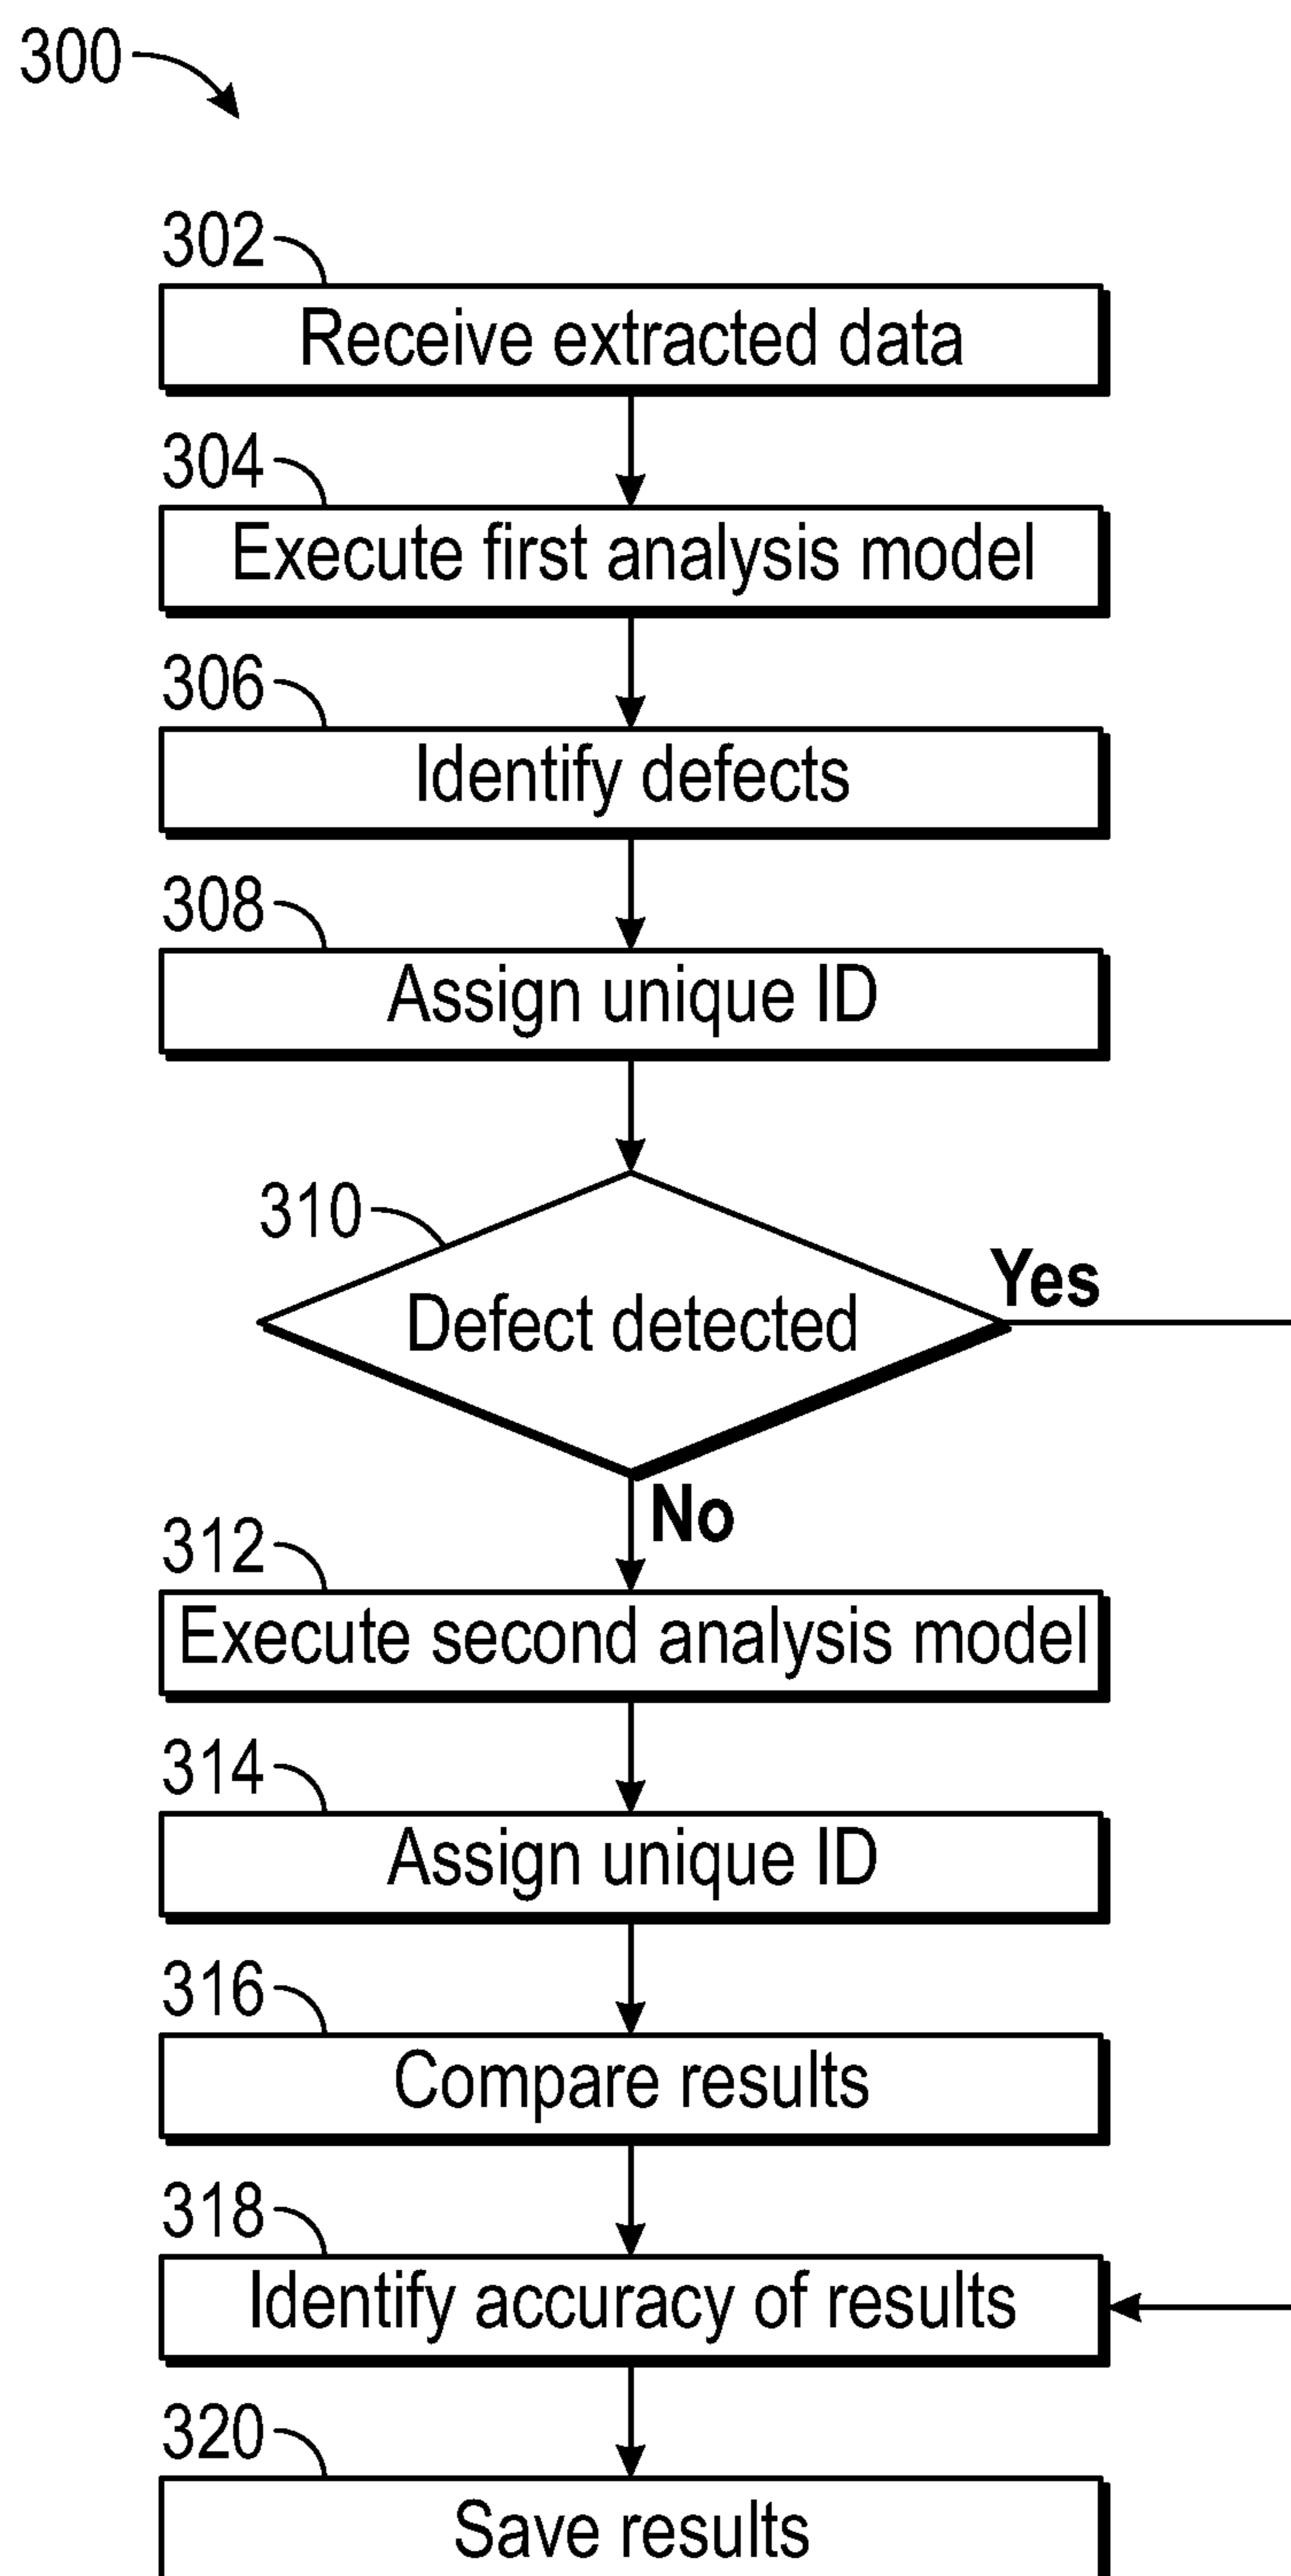 300
302
Receive extracted data
304
Execute first analysis model
306
Identify defects
308
Assign unique ID
310
Defect detected
Yes
No
312
Execute second analysis model
314
Assign unique ID
316
Compare results
318
Identify accuracy of results
320
Save results